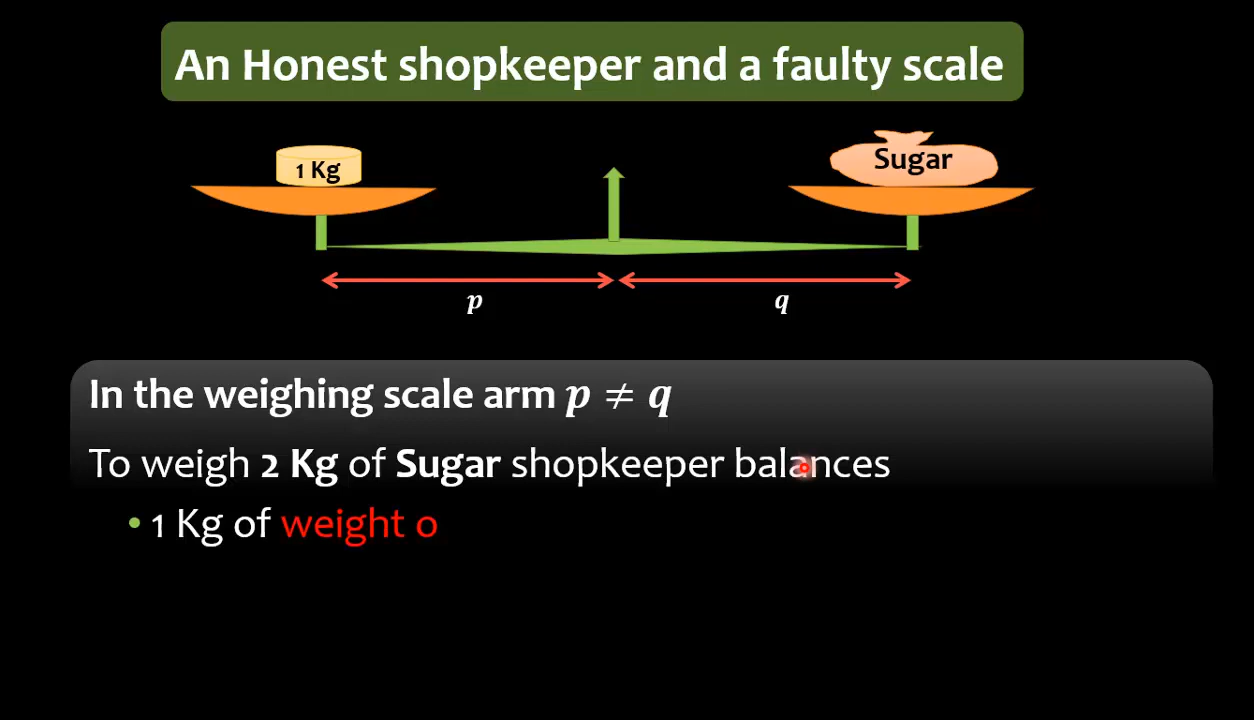 An Honest shopkeeper and a faulty scale
1 Kg
Sugar
p
q
In the weighing scale arm p ≠ q
To weigh 2 Kg of Sugar shopkeeper balances
• 1 Kg of weight o